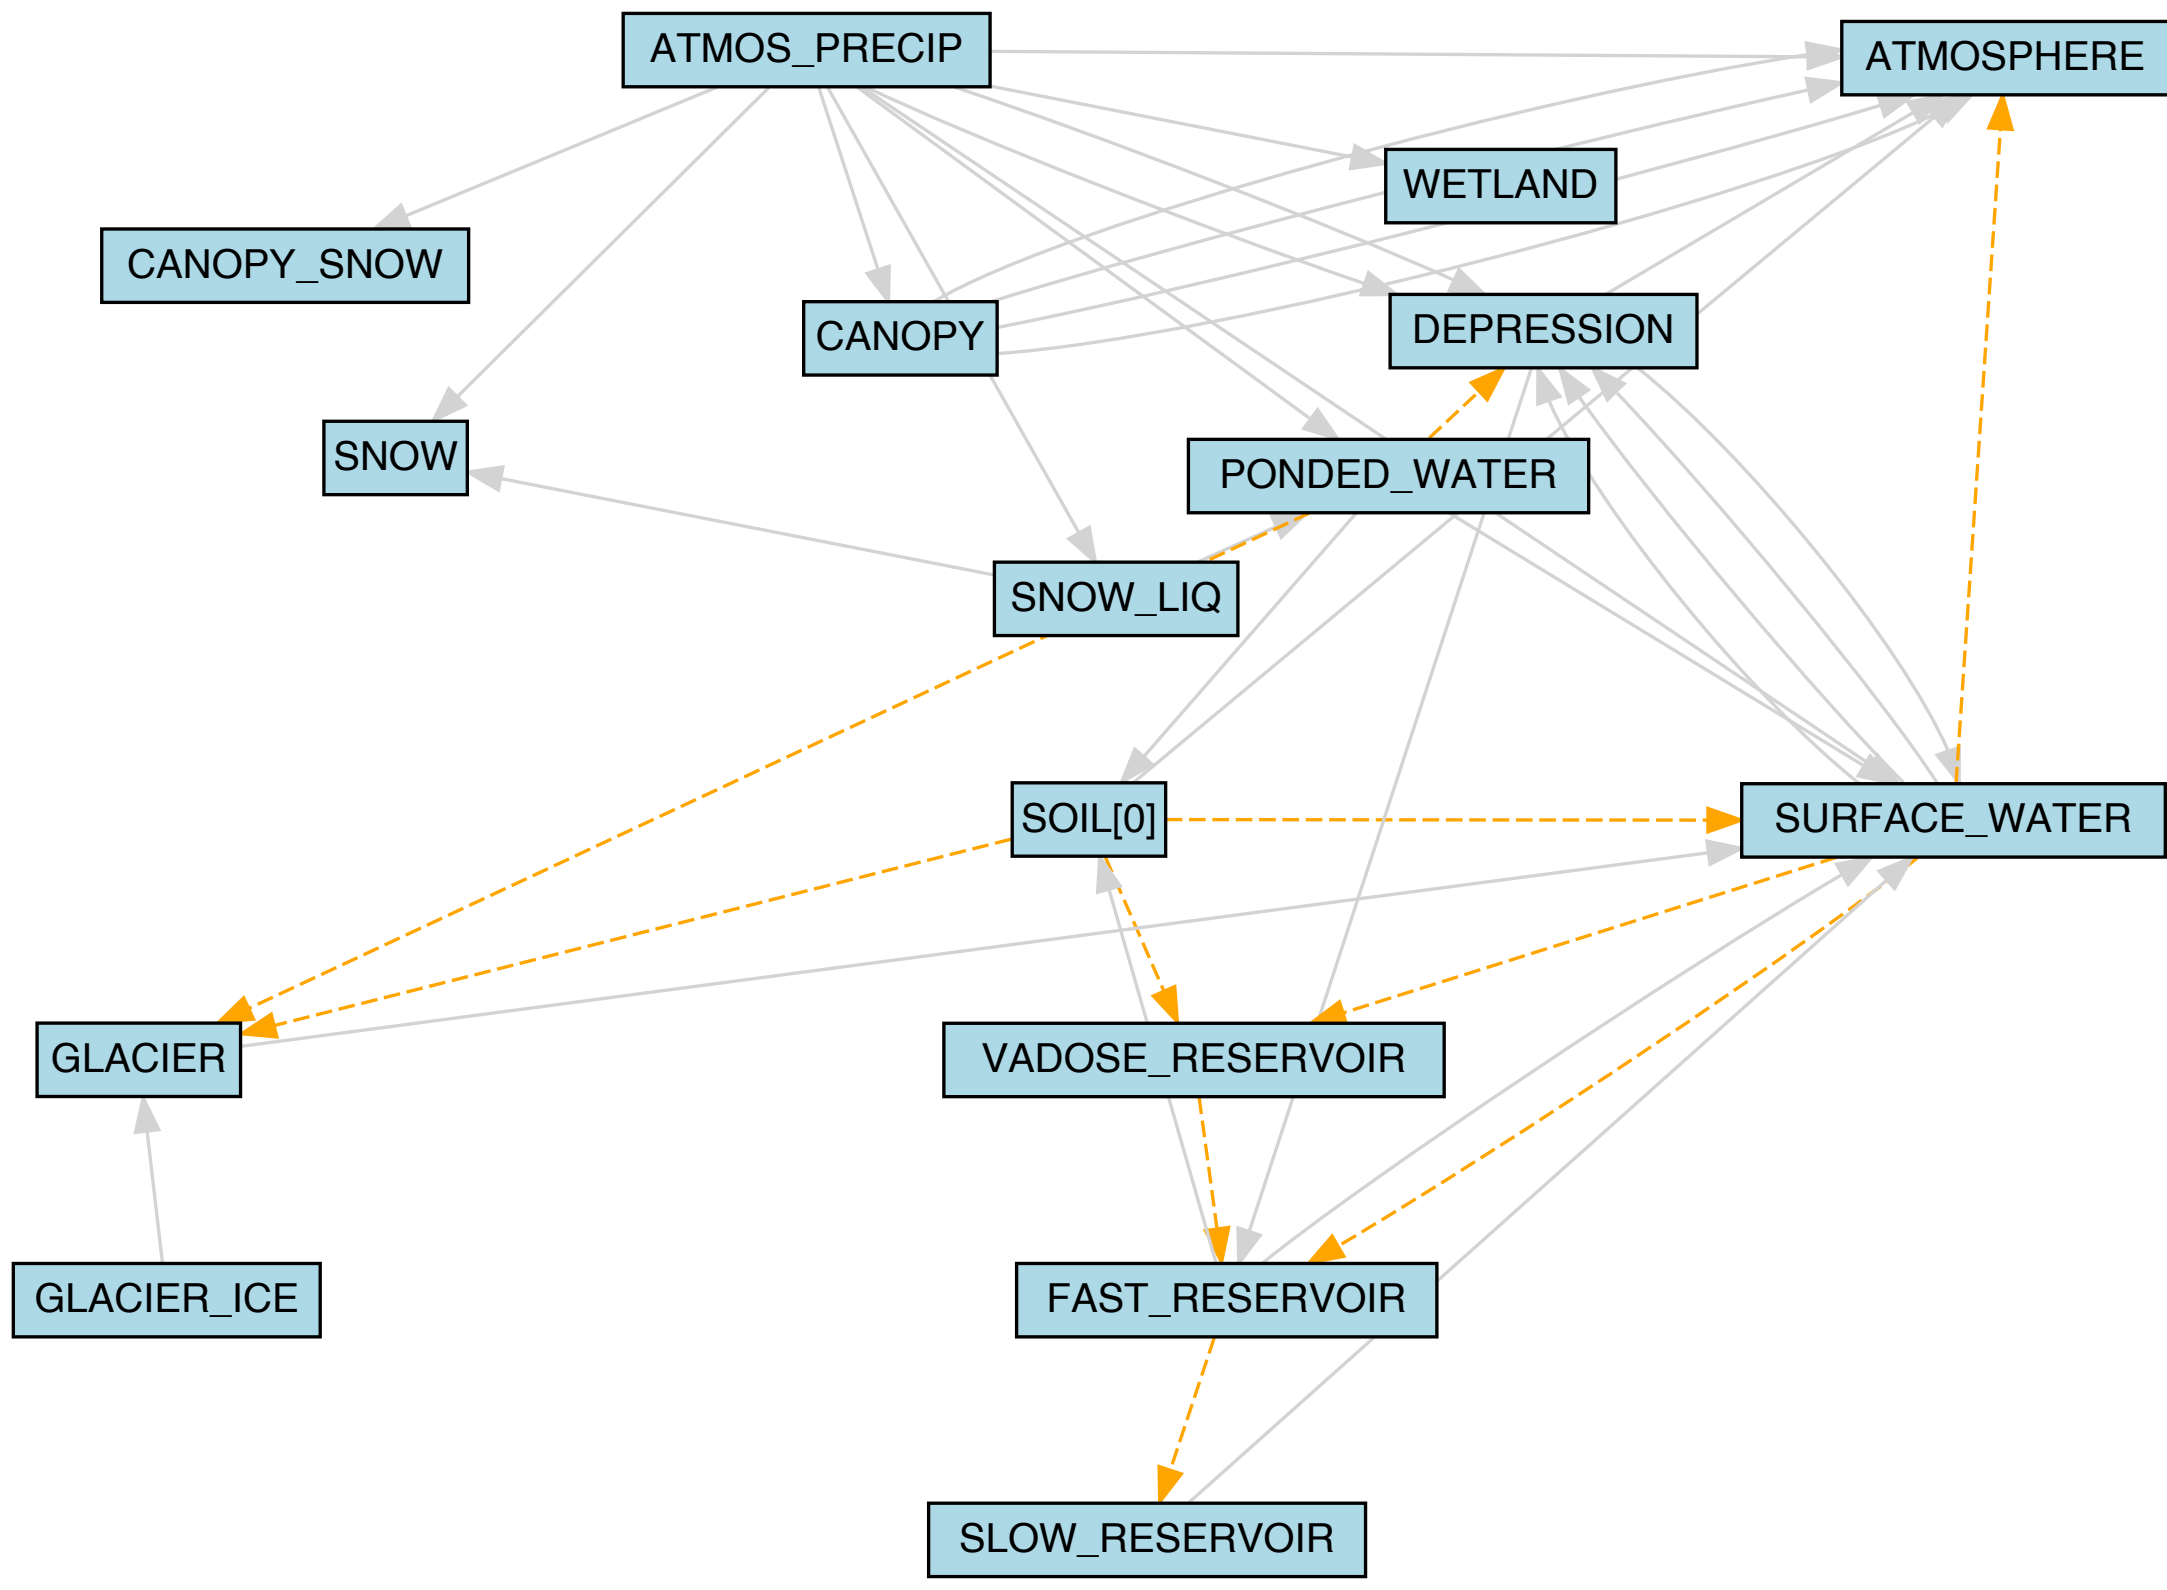 ATMOS_PRECIP
ATMOSPHERE
WETLAND
CANOPY_SNOW
CANOPY
DEPRESSION
SNOW
PONDED_WATER
SNOW_LIQ
SOIL[0]
SURFACE_WATER
GLACIER
VADOSE_RESERVOIR
GLACIER_ICE
FAST_RESERVOIR
SLOW_RESERVOIR